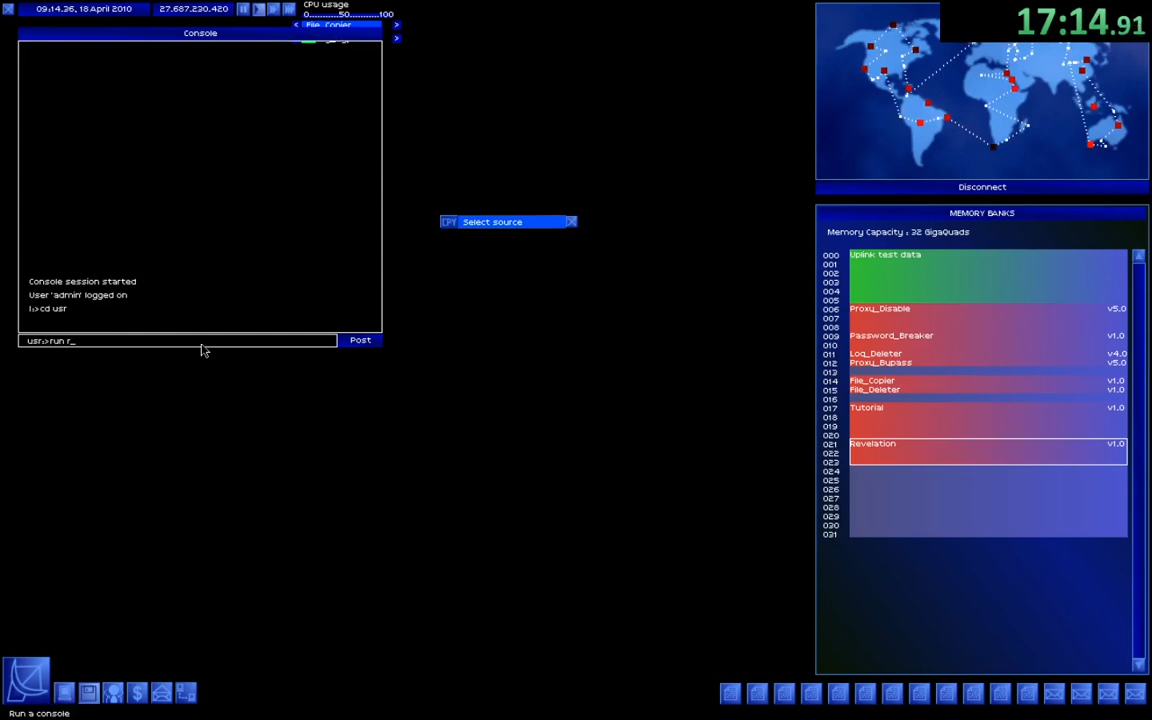 09.14.36, 18 April 2010
27.687.230.420
CPU usage
0..........50..........100
< File_Copier >
>
17:14.91
Console
Console session started
User 'admin' logged on
I:>cd usr
usr:>run r_
Post
CPY Select source
Disconnect
MEMORY BANKS
Memory Capacity : 32 GigaQuads
000 Uplink test data
001
002
003
004
005
006 Proxy_Disable v5.0
007
008
009 Password_Breaker v1.0
010
011 Log_Deleter v4.0
012 Proxy_Bypass v5.0
013
014 File_Copier v1.0
015 File_Deleter v1.0
016
017 Tutorial v1.0
018
019
020
021 Revelation v1.0
022
023
024
025
026
027
028
029
030
031
$
Run a console